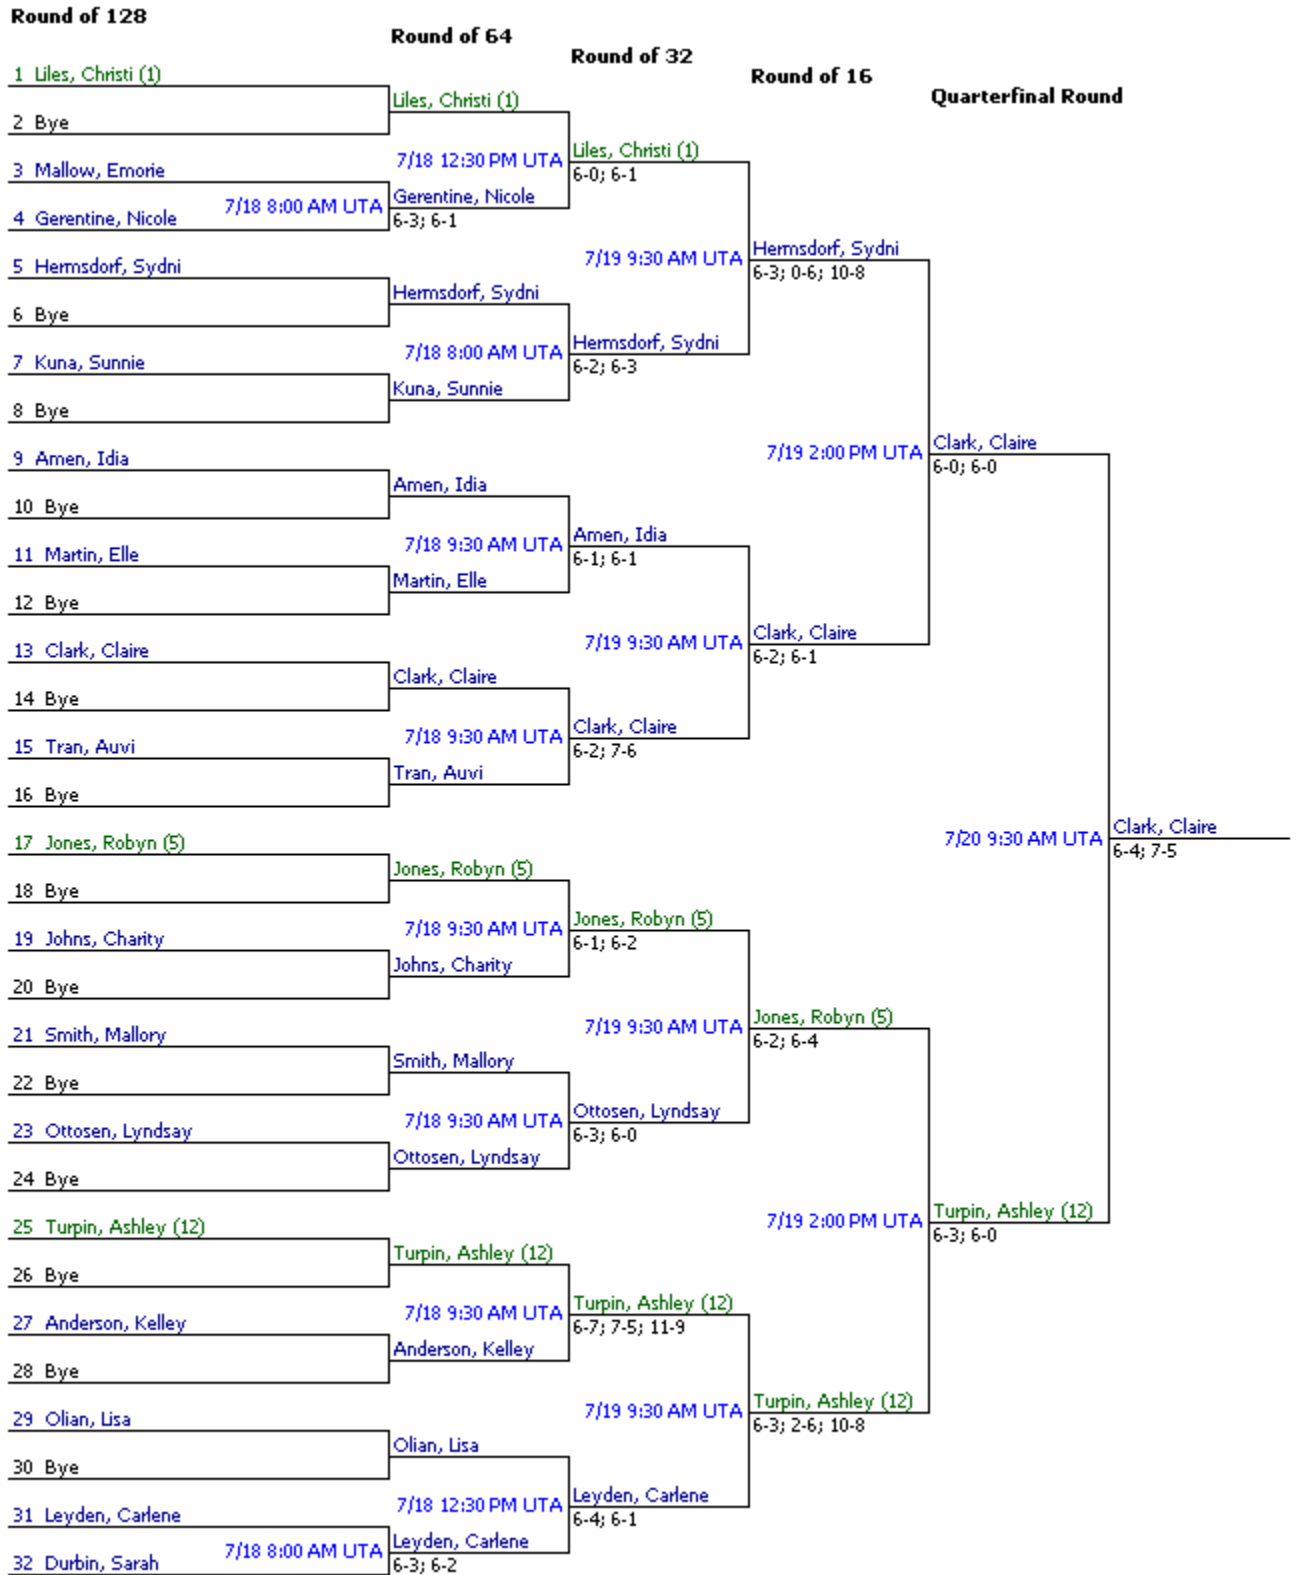 Round of 128
Round of 64
Round of 32
Round of 16
Quarterfinal Round
1 Liles, Christi (1)
Liles, Christi (1)
2 Bye
7/18 12:30 PM UTA
Liles, Christi (1)
6-0; 6-1
3 Mallow, Emorie
7/18 8:00 AM UTA
Gerentine, Nicole
6-3; 6-1
4 Gerentine, Nicole
7/19 9:30 AM UTA
Hermsdorf, Sydni
6-3; 0-6; 10-8
5 Hermsdorf, Sydni
Hermsdorf, Sydni
6 Bye
7/18 8:00 AM UTA
Hermsdorf, Sydni
6-2; 6-3
7 Kuna, Sunnie
Kuna, Sunnie
8 Bye
7/19 2:00 PM UTA
Clark, Claire
6-0; 6-0
9 Amen, Idia
Amen, Idia
10 Bye
7/18 9:30 AM UTA
Amen, Idia
6-1; 6-1
11 Martin, Elle
Martin, Elle
12 Bye
7/19 9:30 AM UTA
Clark, Claire
6-2; 6-1
13 Clark, Claire
Clark, Claire
14 Bye
7/18 9:30 AM UTA
Clark, Claire
6-2; 7-6
15 Tran, Auvi
Tran, Auvi
16 Bye
7/20 9:30 AM UTA
Clark, Claire
6-4; 7-5
17 Jones, Robyn (5)
Jones, Robyn (5)
18 Bye
7/18 9:30 AM UTA
Jones, Robyn (5)
6-1; 6-2
19 Johns, Charity
Johns, Charity
20 Bye
7/19 9:30 AM UTA
Jones, Robyn (5)
6-2; 6-4
21 Smith, Mallory
Smith, Mallory
22 Bye
7/18 9:30 AM UTA
Ottosen, Lyndsay
6-3; 6-0
23 Ottosen, Lyndsay
Ottosen, Lyndsay
24 Bye
7/19 2:00 PM UTA
Turpin, Ashley (12)
6-3; 6-0
25 Turpin, Ashley (12)
Turpin, Ashley (12)
26 Bye
7/18 9:30 AM UTA
Turpin, Ashley (12)
6-7; 7-5; 11-9
27 Anderson, Kelley
Anderson, Kelley
28 Bye
7/19 9:30 AM UTA
Turpin, Ashley (12)
6-3; 2-6; 10-8
29 Olian, Lisa
Olian, Lisa
30 Bye
7/18 12:30 PM UTA
Leyden, Carlene
6-4; 6-1
31 Leyden, Carlene
7/18 8:00 AM UTA
Leyden, Carlene
6-3; 6-2
32 Durbin, Sarah